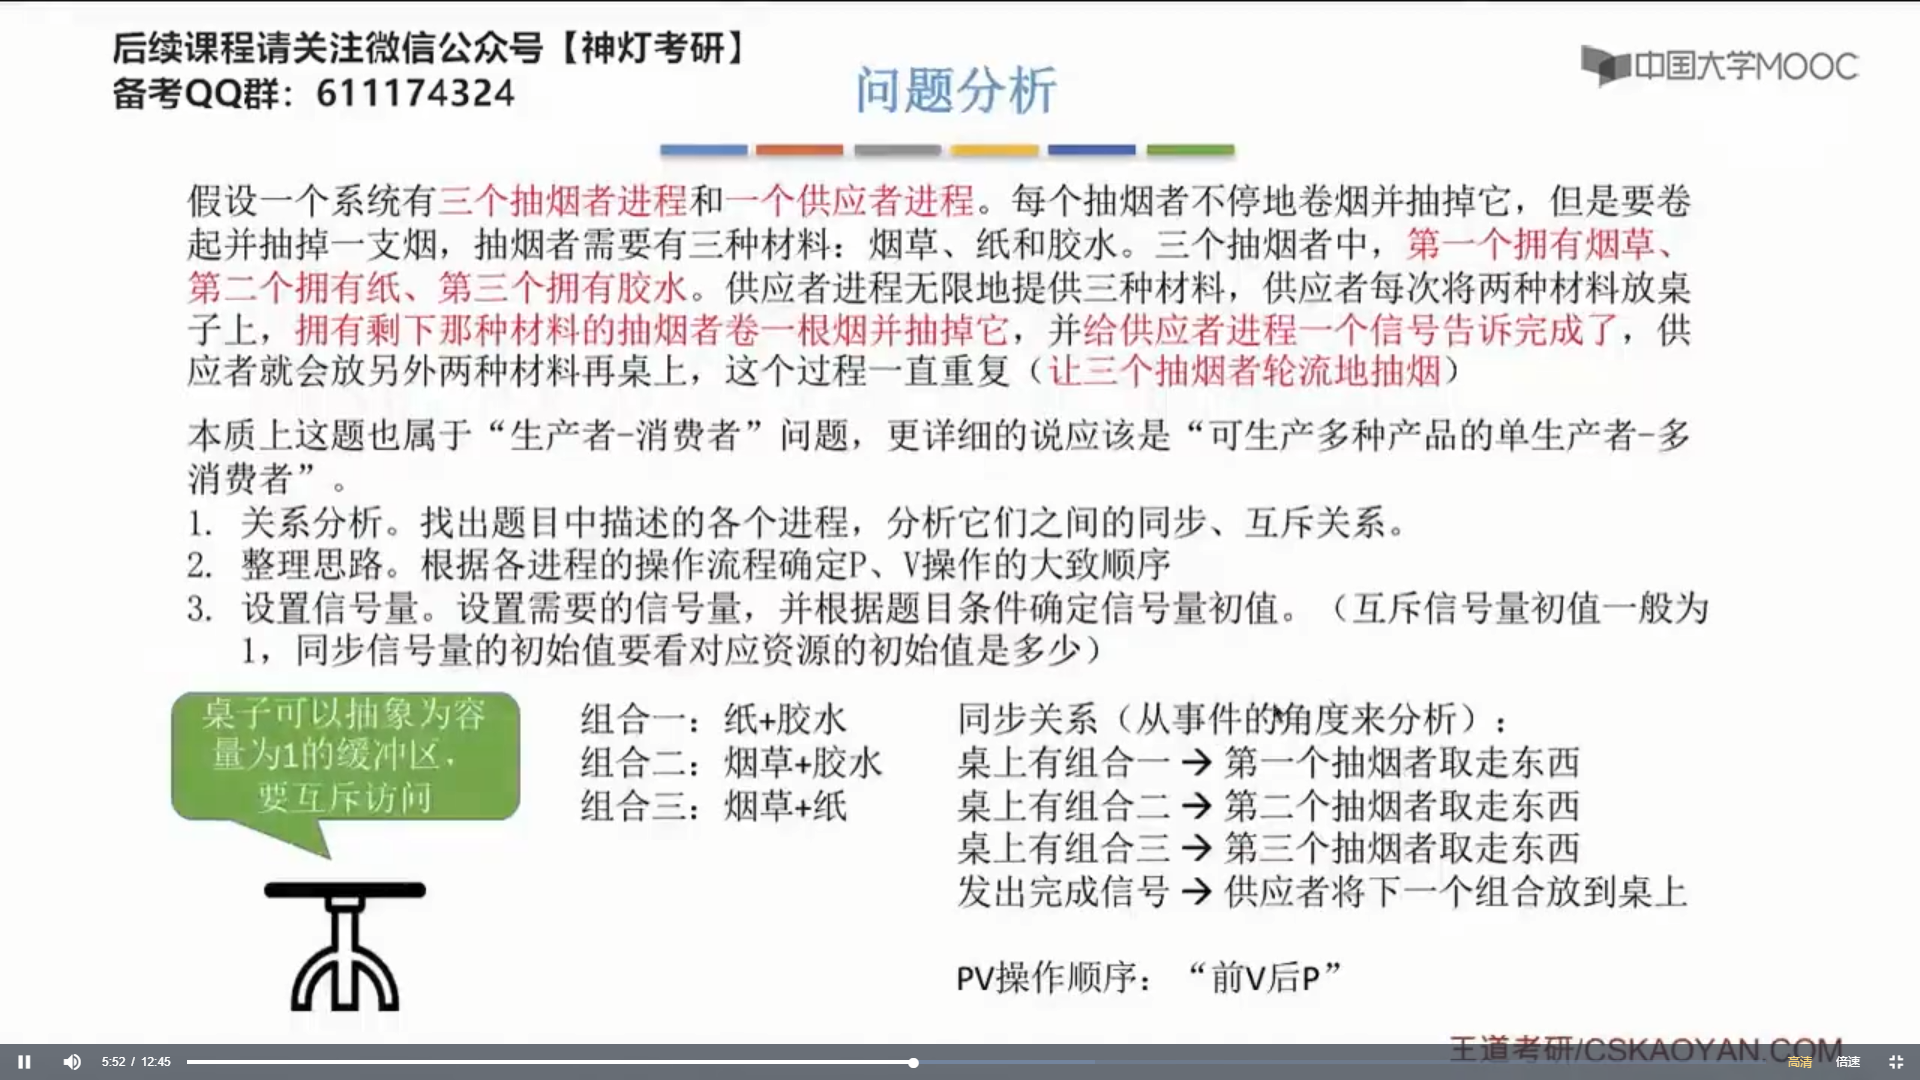 后续课程请关注微信公众号【神灯考研】
备考QQ群：611174324
中国大学MOOC
问题分析
假设一个系统有三个抽烟者进程和一个供应者进程。每个抽烟者不停地卷烟并抽掉它，但是要卷
起并抽掉一支烟，抽烟者需要有三种材料：烟草、纸和胶水。三个抽烟者中，第一个拥有烟草、
第二个拥有纸、第三个拥有胶水。供应者进程无限地提供三种材料，供应者每次将两种材料放桌
子上，拥有剩下那种材料的抽烟者卷一根烟并抽掉它，并给供应者进程一个信号告诉完成了，供
应者就会放另外两种材料再桌上，这个过程一直重复（让三个抽烟者轮流地抽烟）
本质上这题也属于“生产者-消费者”问题，更详细的说应该是“可生产多种产品的单生产者-多
消费者”。
1. 关系分析。找出题目中描述的各个进程，分析它们之间的同步、互斥关系。
2. 整理思路。根据各进程的操作流程确定P、V操作的大致顺序
3. 设置信号量。设置需要的信号量，并根据题目条件确定信号量初值。（互斥信号量初值一般为
1，同步信号量的初始值要看对应资源的初始值是多少）
桌子可以抽象为容
量为1的缓冲区，
要互斥访问
组合一：纸+胶水
组合二：烟草+胶水
组合三：烟草+纸
同步关系（从事件的角度来分析）：
桌上有组合一 → 第一个抽烟者取走东西
桌上有组合二 → 第二个抽烟者取走东西
桌上有组合三 → 第三个抽烟者取走东西
发出完成信号 → 供应者将下一个组合放到桌上
PV操作顺序：“前V后P”
王道考研/CSKAOYAN.COM
5:52 / 12:45
高清
倍速